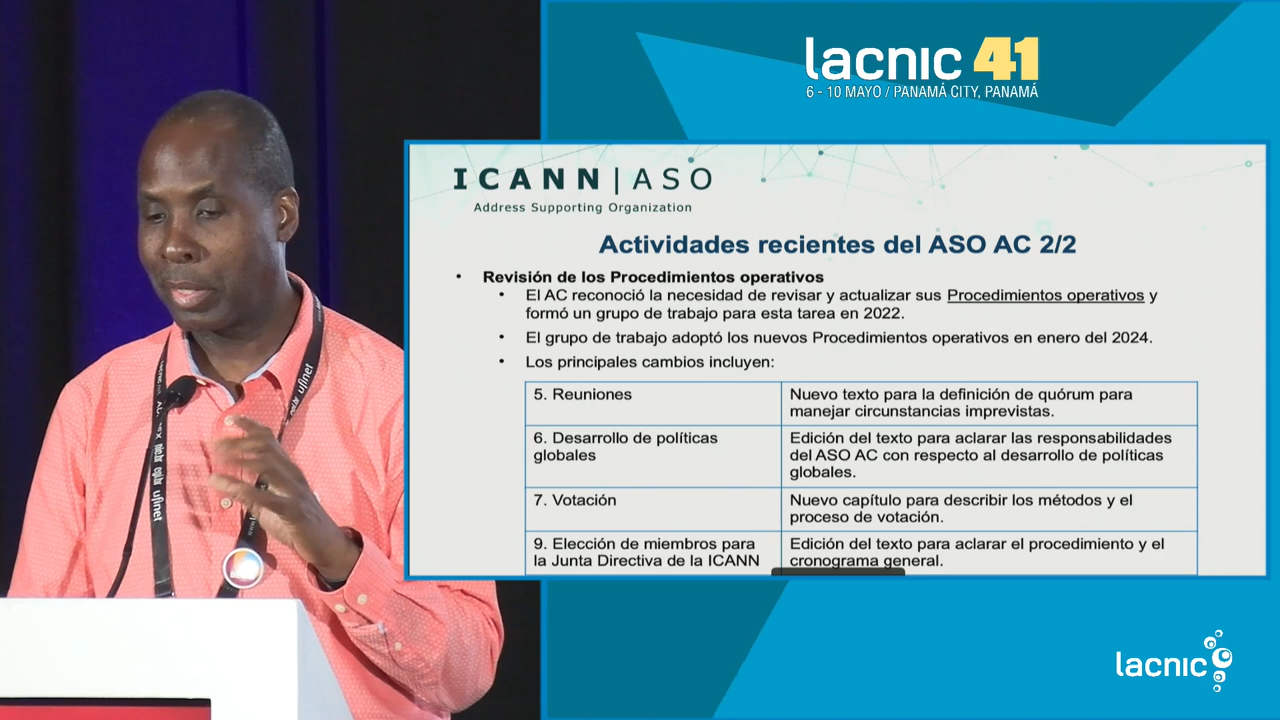 lacnic 41
6 - 10 MAYO / PANAMÁ CITY, PANAMÁ
ICANN | ASO
Address Supporting Organization
Actividades recientes del ASO AC 2/2
• Revisión de los Procedimientos operativos
• El AC reconoció la necesidad de revisar y actualizar sus Procedimientos operativos y
formó un grupo de trabajo para esta tarea en 2022.
• El grupo de trabajo adoptó los nuevos Procedimientos operativos en enero del 2024.
• Los principales cambios incluyen:
5. Reuniones
Nuevo texto para la definición de quórum para
manejar circunstancias imprevistas.
6. Desarrollo de políticas
globales
Edición del texto para aclarar las responsabilidades
del ASO AC con respecto al desarrollo de políticas
globales.
7. Votación
Nuevo capítulo para describir los métodos y el
proceso de votación.
9. Elección de miembros para
la Junta Directiva de la ICANN
Edición del texto para aclarar el procedimiento y el
cronograma general.
ufinet
ufinet
lacnic